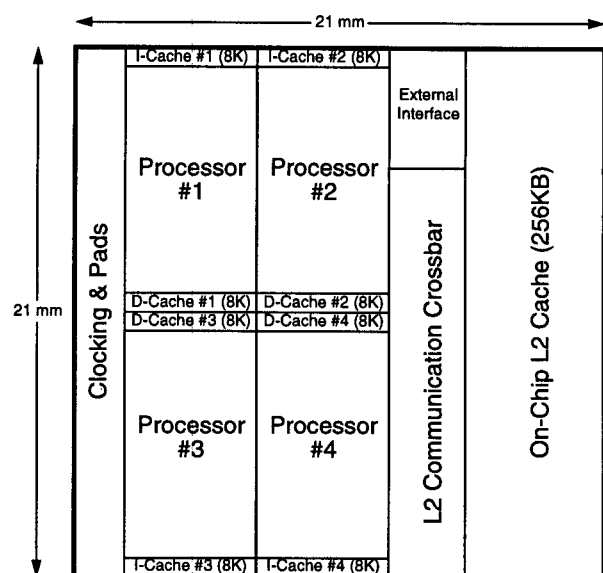 21 mm
I-Cache #1 (8K)
I-Cache #2 (8K)
External
Interface
Processor
#1
Processor
#2
21 mm
Clocking & Pads
D-Cache #1 (8K)
D-Cache #2 (8K)
D-Cache #3 (8K)
D-Cache #4 (8K)
L2 Communication Crossbar
On-Chip L2 Cache (256KB)
Processor
#3
Processor
#4
I-Cache #3 (8K)
I-Cache #4 (8K)